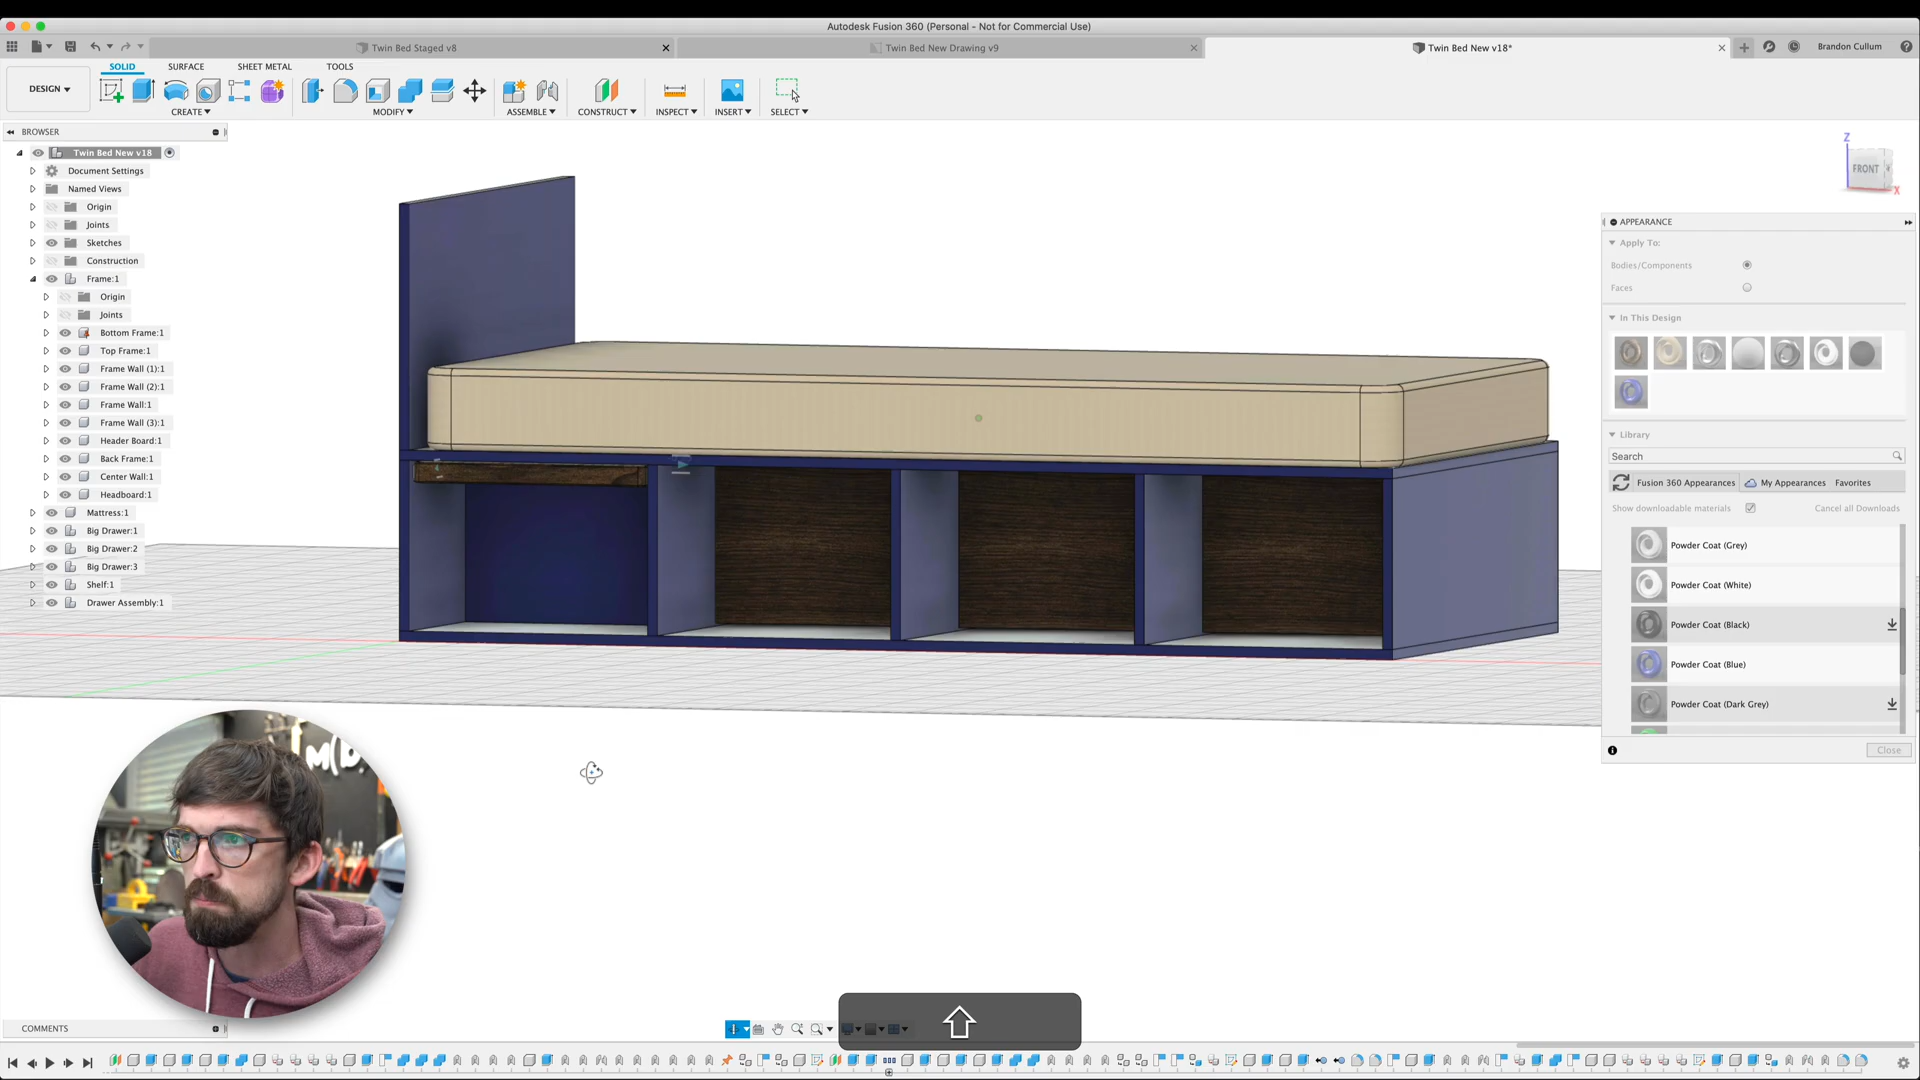 Autodesk Fusion 360 (Personal - Not for Commercial Use)
Twin Bed Staged v8
Twin Bed New Drawing v9
Twin Bed New v18*
Brandon Cullum
DESIGN
SOLID
SURFACE
SHEET METAL
TOOLS
CREATE
MODIFY
ASSEMBLE
CONSTRUCT
INSPECT
INSERT
SELECT
BROWSER
Twin Bed New v18
Document Settings
Named Views
Origin
Joints
Sketches
Construction
Frame:1
Origin
Joints
Bottom Frame:1
Top Frame:1
Frame Wall (1):1
Frame Wall (2):1
Frame Wall:1
Frame Wall (3):1
Header Board:1
Back Frame:1
Center Wall:1
Headboard:1
Mattress:1
Big Drawer:1
Big Drawer:2
Big Drawer:3
Shelf:1
Drawer Assembly:1
Z
FRONT
X
APPEARANCE
Apply To:
Bodies/Components
Faces
In This Design
Library
Search
Fusion 360 Appearances
My Appearances
Favorites
Show downloadable materials
Cancel all Downloads
Powder Coat (Grey)
Powder Coat (White)
Powder Coat (Black)
Powder Coat (Blue)
Powder Coat (Dark Grey)
Close
COMMENTS